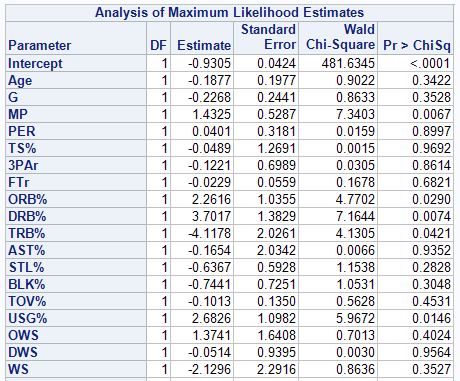 Analysis of Maximum Likelihood Estimates
Parameter DF Estimate Standard Error Wald Chi-Square Pr > ChiSq
Intercept 1 -0.9305 0.0424 481.6345 <.0001
Age 1 -0.1877 0.1977 0.9022 0.3422
G 1 -0.2268 0.2441 0.8633 0.3528
MP 1 1.4325 0.5287 7.3403 0.0067
PER 1 0.0401 0.3181 0.0159 0.8997
TS% 1 -0.0489 1.2691 0.0015 0.9692
3PAr 1 -0.1221 0.6989 0.0305 0.8614
FTr 1 -0.0229 0.0559 0.1678 0.6821
ORB% 1 2.2616 1.0355 4.7702 0.0290
DRB% 1 3.7017 1.3829 7.1644 0.0074
TRB% 1 -4.1178 2.0261 4.1305 0.0421
AST% 1 -0.1654 2.0342 0.0066 0.9352
STL% 1 -0.6367 0.5928 1.1538 0.2828
BLK% 1 -0.7441 0.7251 1.0531 0.3048
TOV% 1 -0.1013 0.1350 0.5628 0.4531
USG% 1 2.6826 1.0982 5.9672 0.0146
OWS 1 1.3741 1.6408 0.7013 0.4024
DWS 1 -0.0514 0.9395 0.0030 0.9564
WS 1 -2.1296 2.2916 0.8636 0.3527